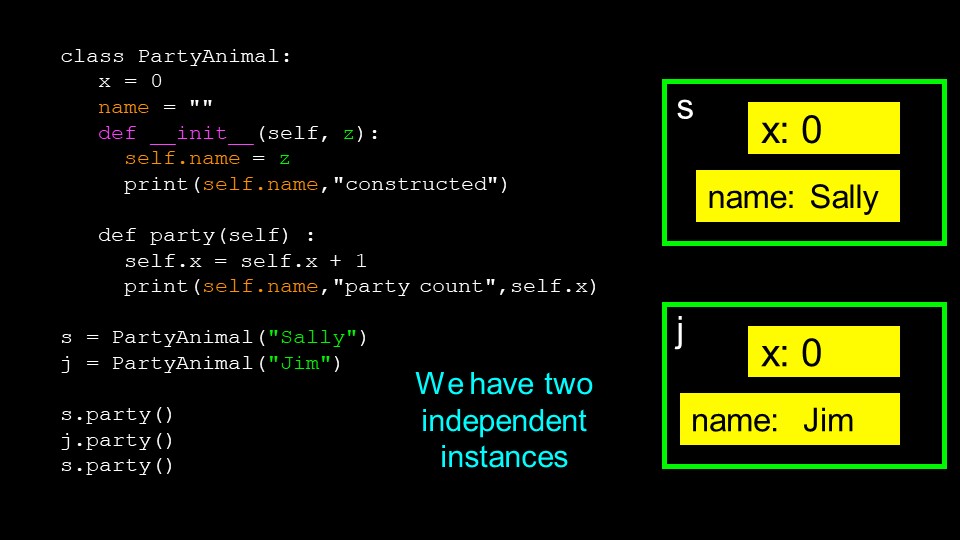 class PartyAnimal:
   x = 0
   name = ""
   def __init__(self, z):
     self.name = z
     print(self.name,"constructed")

   def party(self) :
     self.x = self.x + 1
     print(self.name,"party count",self.x)

s = PartyAnimal("Sally")
j = PartyAnimal("Jim")

s.party()
j.party()
s.party()
We have two
independent
instances
s
x: 0
name: Sally
j
x: 0
name: Jim